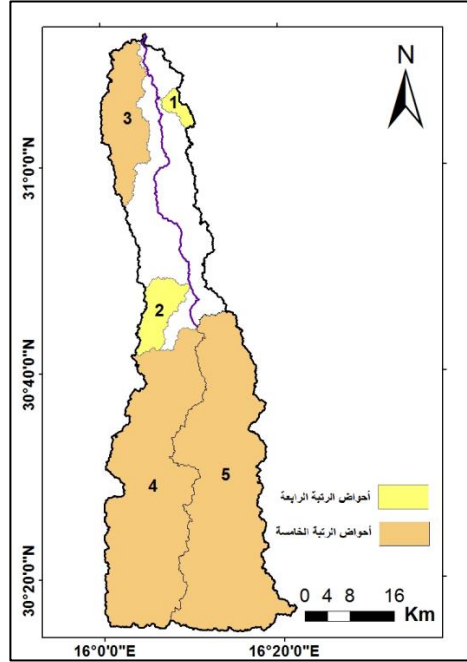 N
1
3
31°0'0"N
2
30°40'0"N
4
5
أحواض الرتبة الرابعة
أحواض الرتبة الخامسة
30°20'0"N
0 4 8 16
Km
16°0'0"E 16°20'0"E